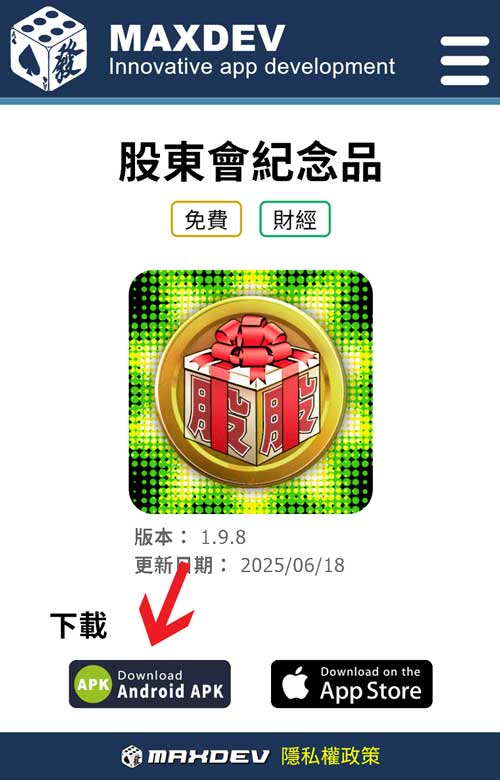 MAXDEV
Innovative app development
發
股東會紀念品
免費
財經
股 股
版本： 1.9.8
更新日期： 2025/06/18
下載
APK
Download
Android APK
Download on the
App Store
MAXDEV 隱私權政策